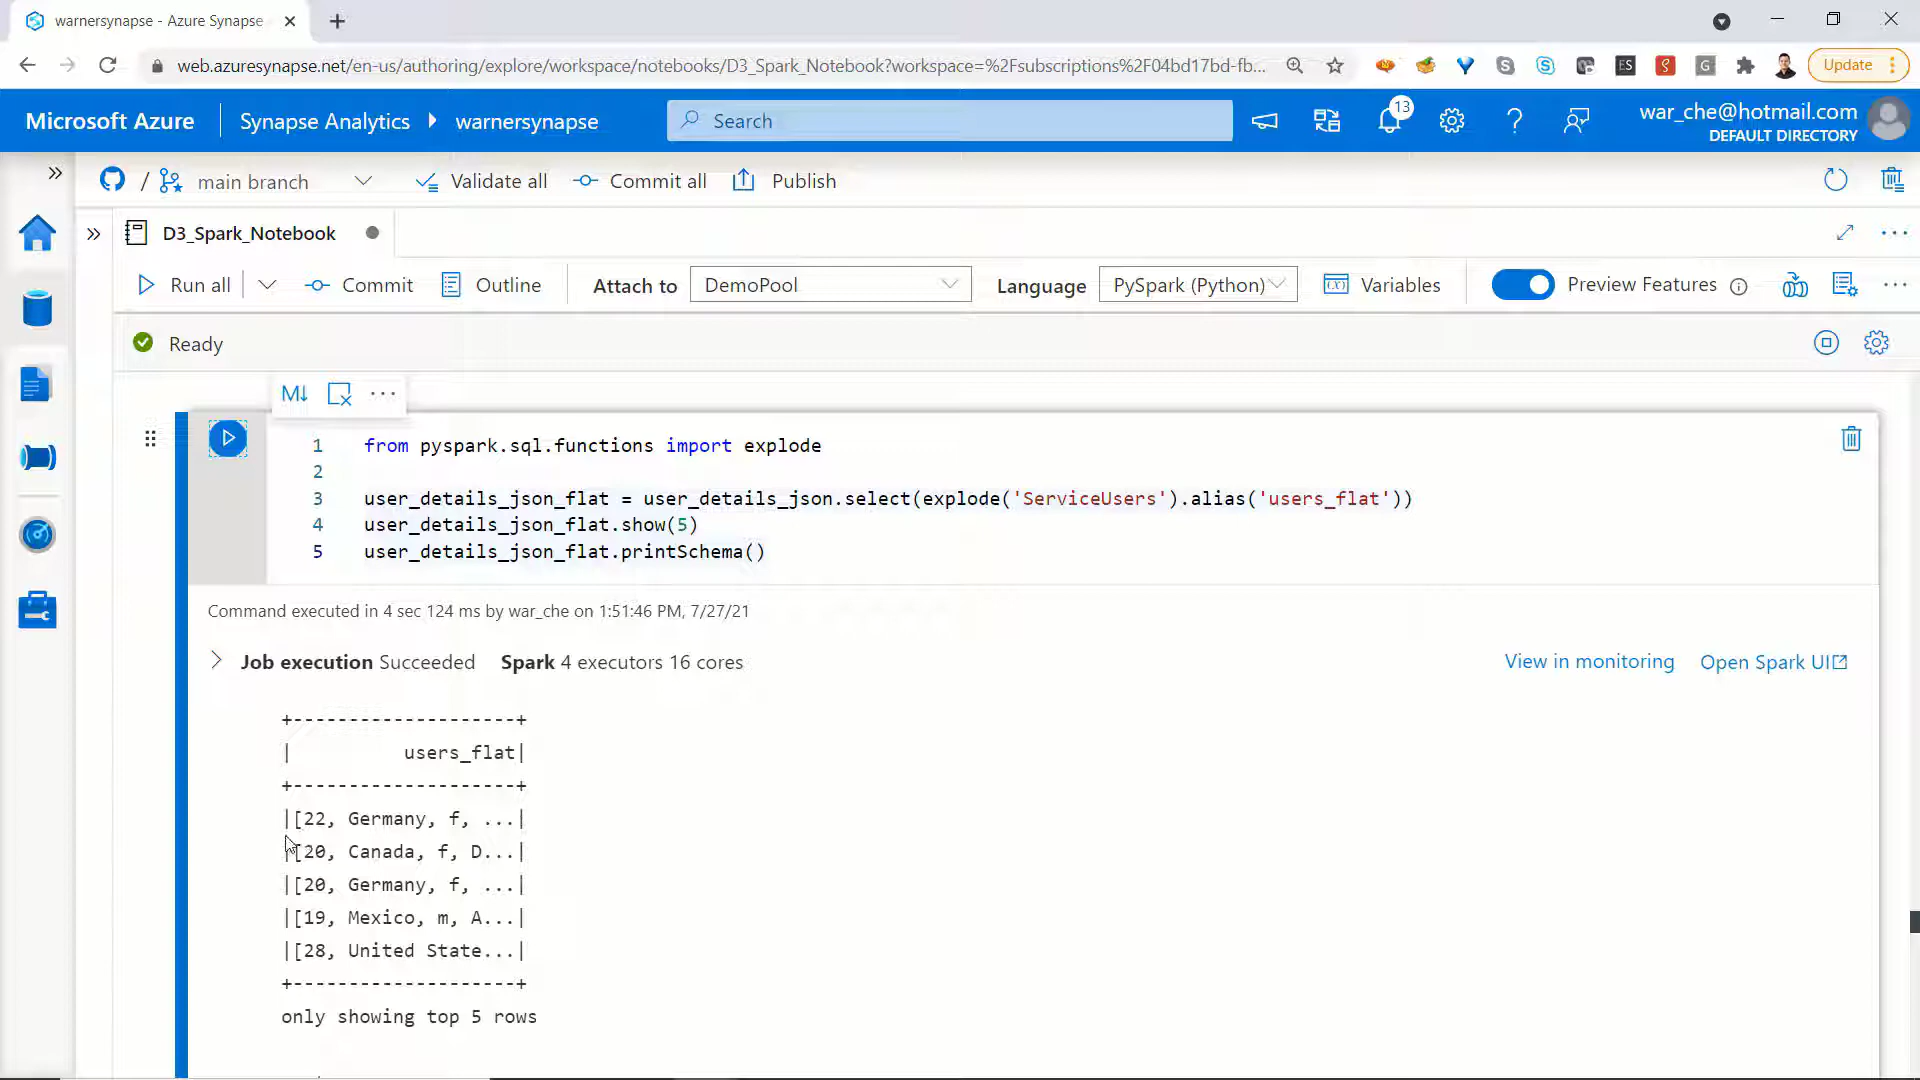 warnersynapse - Azure Synapse
web.azuresynapse.net/en-us/authoring/explore/workspace/notebooks/D3_Spark_Notebook?workspace=%2Fsubscriptions%2F04bd17bd-fb...
Update
Microsoft Azure
Synapse Analytics
warnersynapse
Search
13
war_che@hotmail.com
DEFAULT DIRECTORY
/ main branch
Validate all
Commit all
Publish
D3_Spark_Notebook
Run all
Commit
Outline
Attach to
DemoPool
Language
PySpark (Python)
Variables
Preview Features
Ready
M↓
1 from pyspark.sql.functions import explode
2
3 user_details_json_flat = user_details_json.select(explode('ServiceUsers').alias('users_flat'))
4 user_details_json_flat.show(5)
5 user_details_json_flat.printSchema()
Command executed in 4 sec 124 ms by war_che on 1:51:46 PM, 7/27/21
Job execution Succeeded Spark 4 executors 16 cores
View in monitoring
Open Spark UI
+--------------------+
|          users_flat|
+--------------------+
|[22, Germany, f, ...|
|[20, Canada, f, D...|
|[20, Germany, f, ...|
|[19, Mexico, m, A...|
|[28, United State...|
+--------------------+
only showing top 5 rows